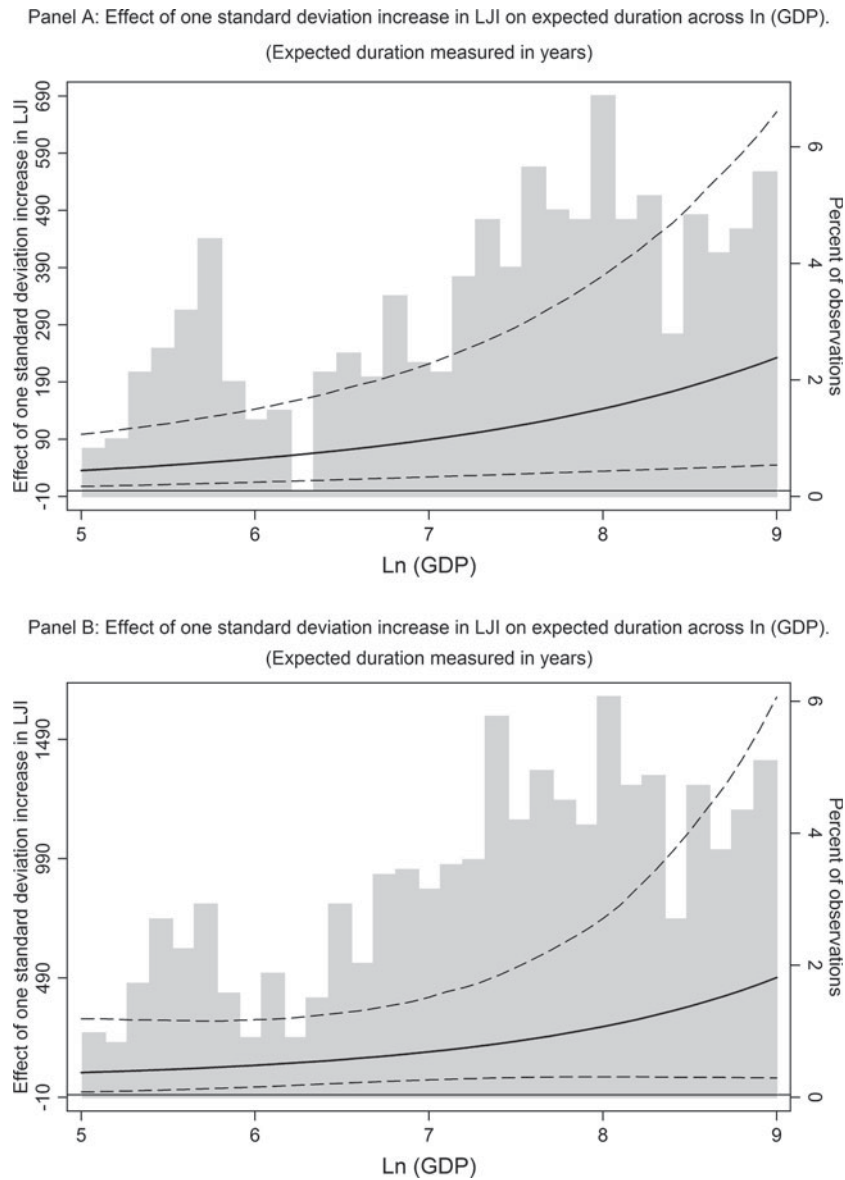 Panel A: Effect of one standard deviation increase in LJI on expected duration across ln (GDP).
(Expected duration measured in years)
Effect of one standard deviation increase in LJI
-10 90 190 290 390 490 590 690
Percent of observations
0 2 4 6
5 6 7 8 9
Ln (GDP)
Panel B: Effect of one standard deviation increase in LJI on expected duration across ln (GDP).
(Expected duration measured in years)
Effect of one standard deviation increase in LJI
-10 490 990 1490
Percent of observations
0 2 4 6
5 6 7 8 9
Ln (GDP)